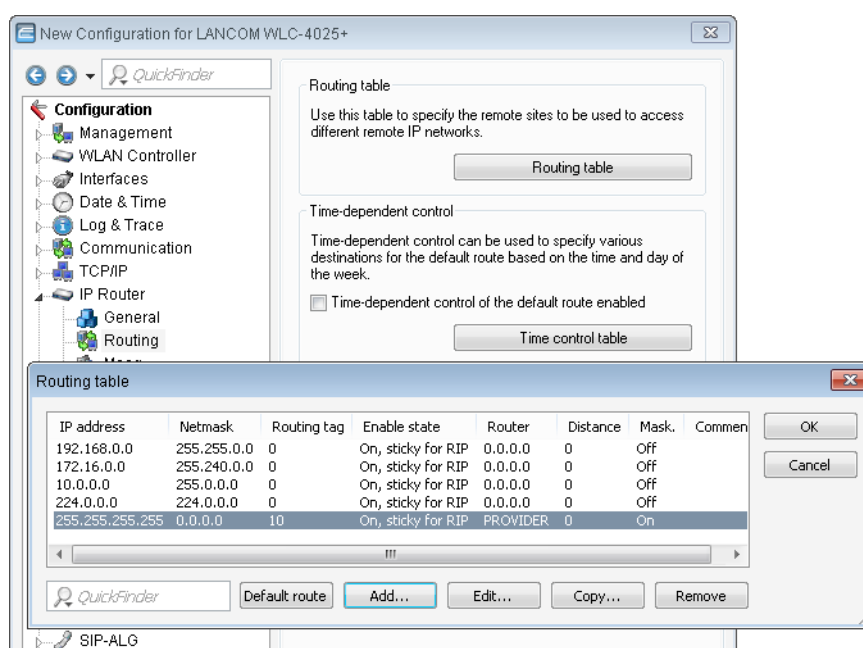 New Configuration for LANCOM WLC-4025+
QuickFinder
Configuration
Management
WLAN Controller
Interfaces
Date & Time
Log & Trace
Communication
TCP/IP
IP Router
General
Routing
Routing table
Use this table to specify the remote sites to be used to access
different remote IP networks.
Routing table
Time-dependent control
Time-dependent control can be used to specify various
destinations for the default route based on the time and day of
the week.
Time-dependent control of the default route enabled
Time control table
Routing table
IP address Netmask Routing tag Enable state Router Distance Mask. Commen
192.168.0.0 255.255.0.0 0 On, sticky for RIP 0.0.0.0 0 Off
172.16.0.0 255.240.0.0 0 On, sticky for RIP 0.0.0.0 0 Off
10.0.0.0 255.0.0.0 0 On, sticky for RIP 0.0.0.0 0 Off
224.0.0.0 224.0.0.0 0 On, sticky for RIP 0.0.0.0 0 Off
255.255.255.255 0.0.0.0 10 On, sticky for RIP PROVIDER 0 On
OK
Cancel
QuickFinder
Default route
Add...
Edit...
Copy...
Remove
SIP-ALG